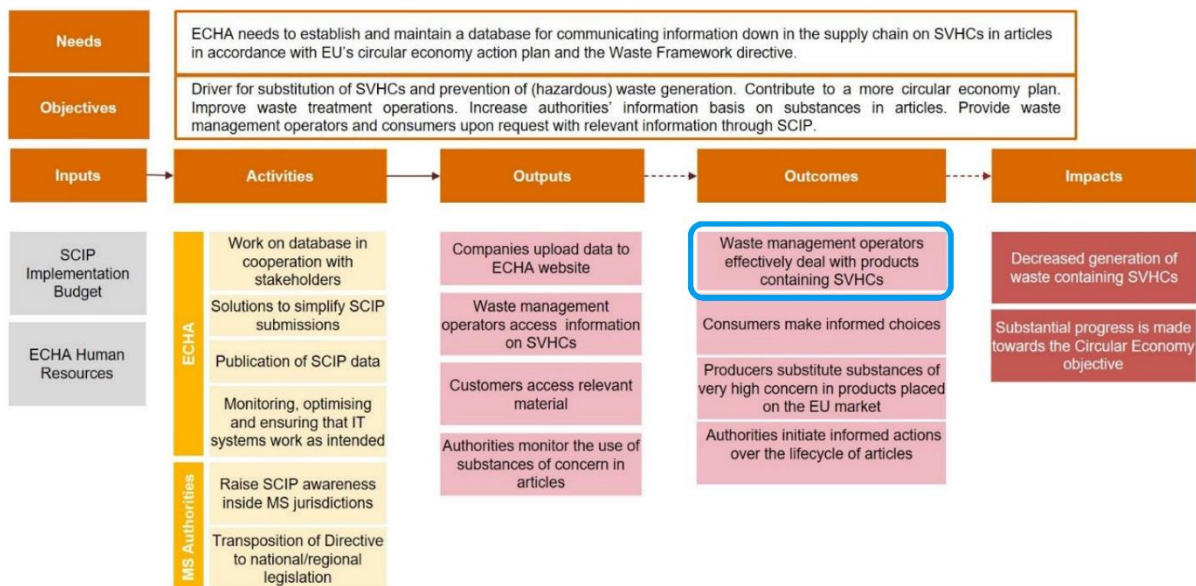 Needs
ECHA needs to establish and maintain a database for communicating information down in the supply chain on SVHCs in articles
in accordance with EU's circular economy action plan and the Waste Framework directive.
Objectives
Driver for substitution of SVHCs and prevention of (hazardous) waste generation. Contribute to a more circular economy plan.
Improve waste treatment operations. Increase authorities' information basis on substances in articles. Provide waste
management operators and consumers upon request with relevant information through SCIP.
Inputs
Activities
Outputs
Outcomes
Impacts
SCIP
Implementation
Budget
ECHA Human
Resources
ECHA
Work on database in
cooperation with
stakeholders
Solutions to simplify SCIP
submissions
Publication of SCIP data
Monitoring, optimising
and ensuring that IT
systems work as intended
MS Authorities
Raise SCIP awareness
inside MS jurisdictions
Transposition of Directive
to national/regional
legislation
Companies upload data to
ECHA website
Waste management
operators access information
on SVHCs
Customers access relevant
material
Authorities monitor the use of
substances of concern in
articles
Waste management operators
effectively deal with products
containing SVHCs
Consumers make informed choices
Producers substitute substances of
very high concern in products placed
on the EU market
Authorities initiate informed actions
over the lifecycle of articles
Decreased generation of
waste containing SVHCs
Substantial progress is made
towards the Circular Economy
objective